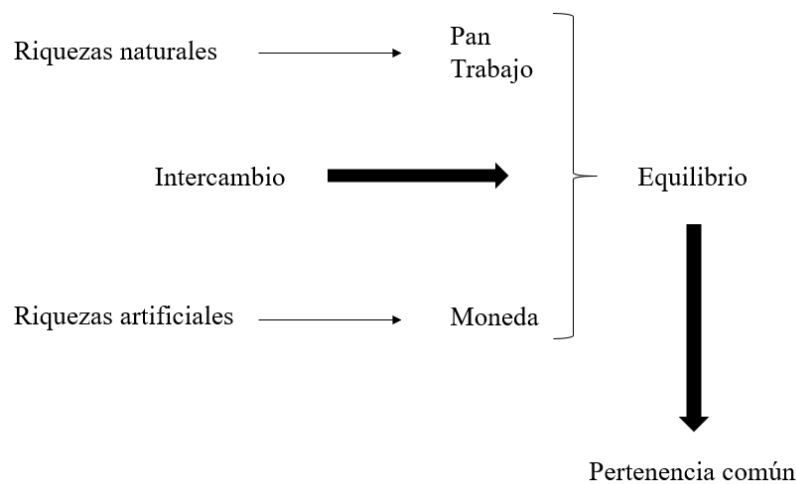 Riquezas naturales
Pan
Trabajo
Intercambio
Equilibrio
Riquezas artificiales
Moneda
Pertenencia común